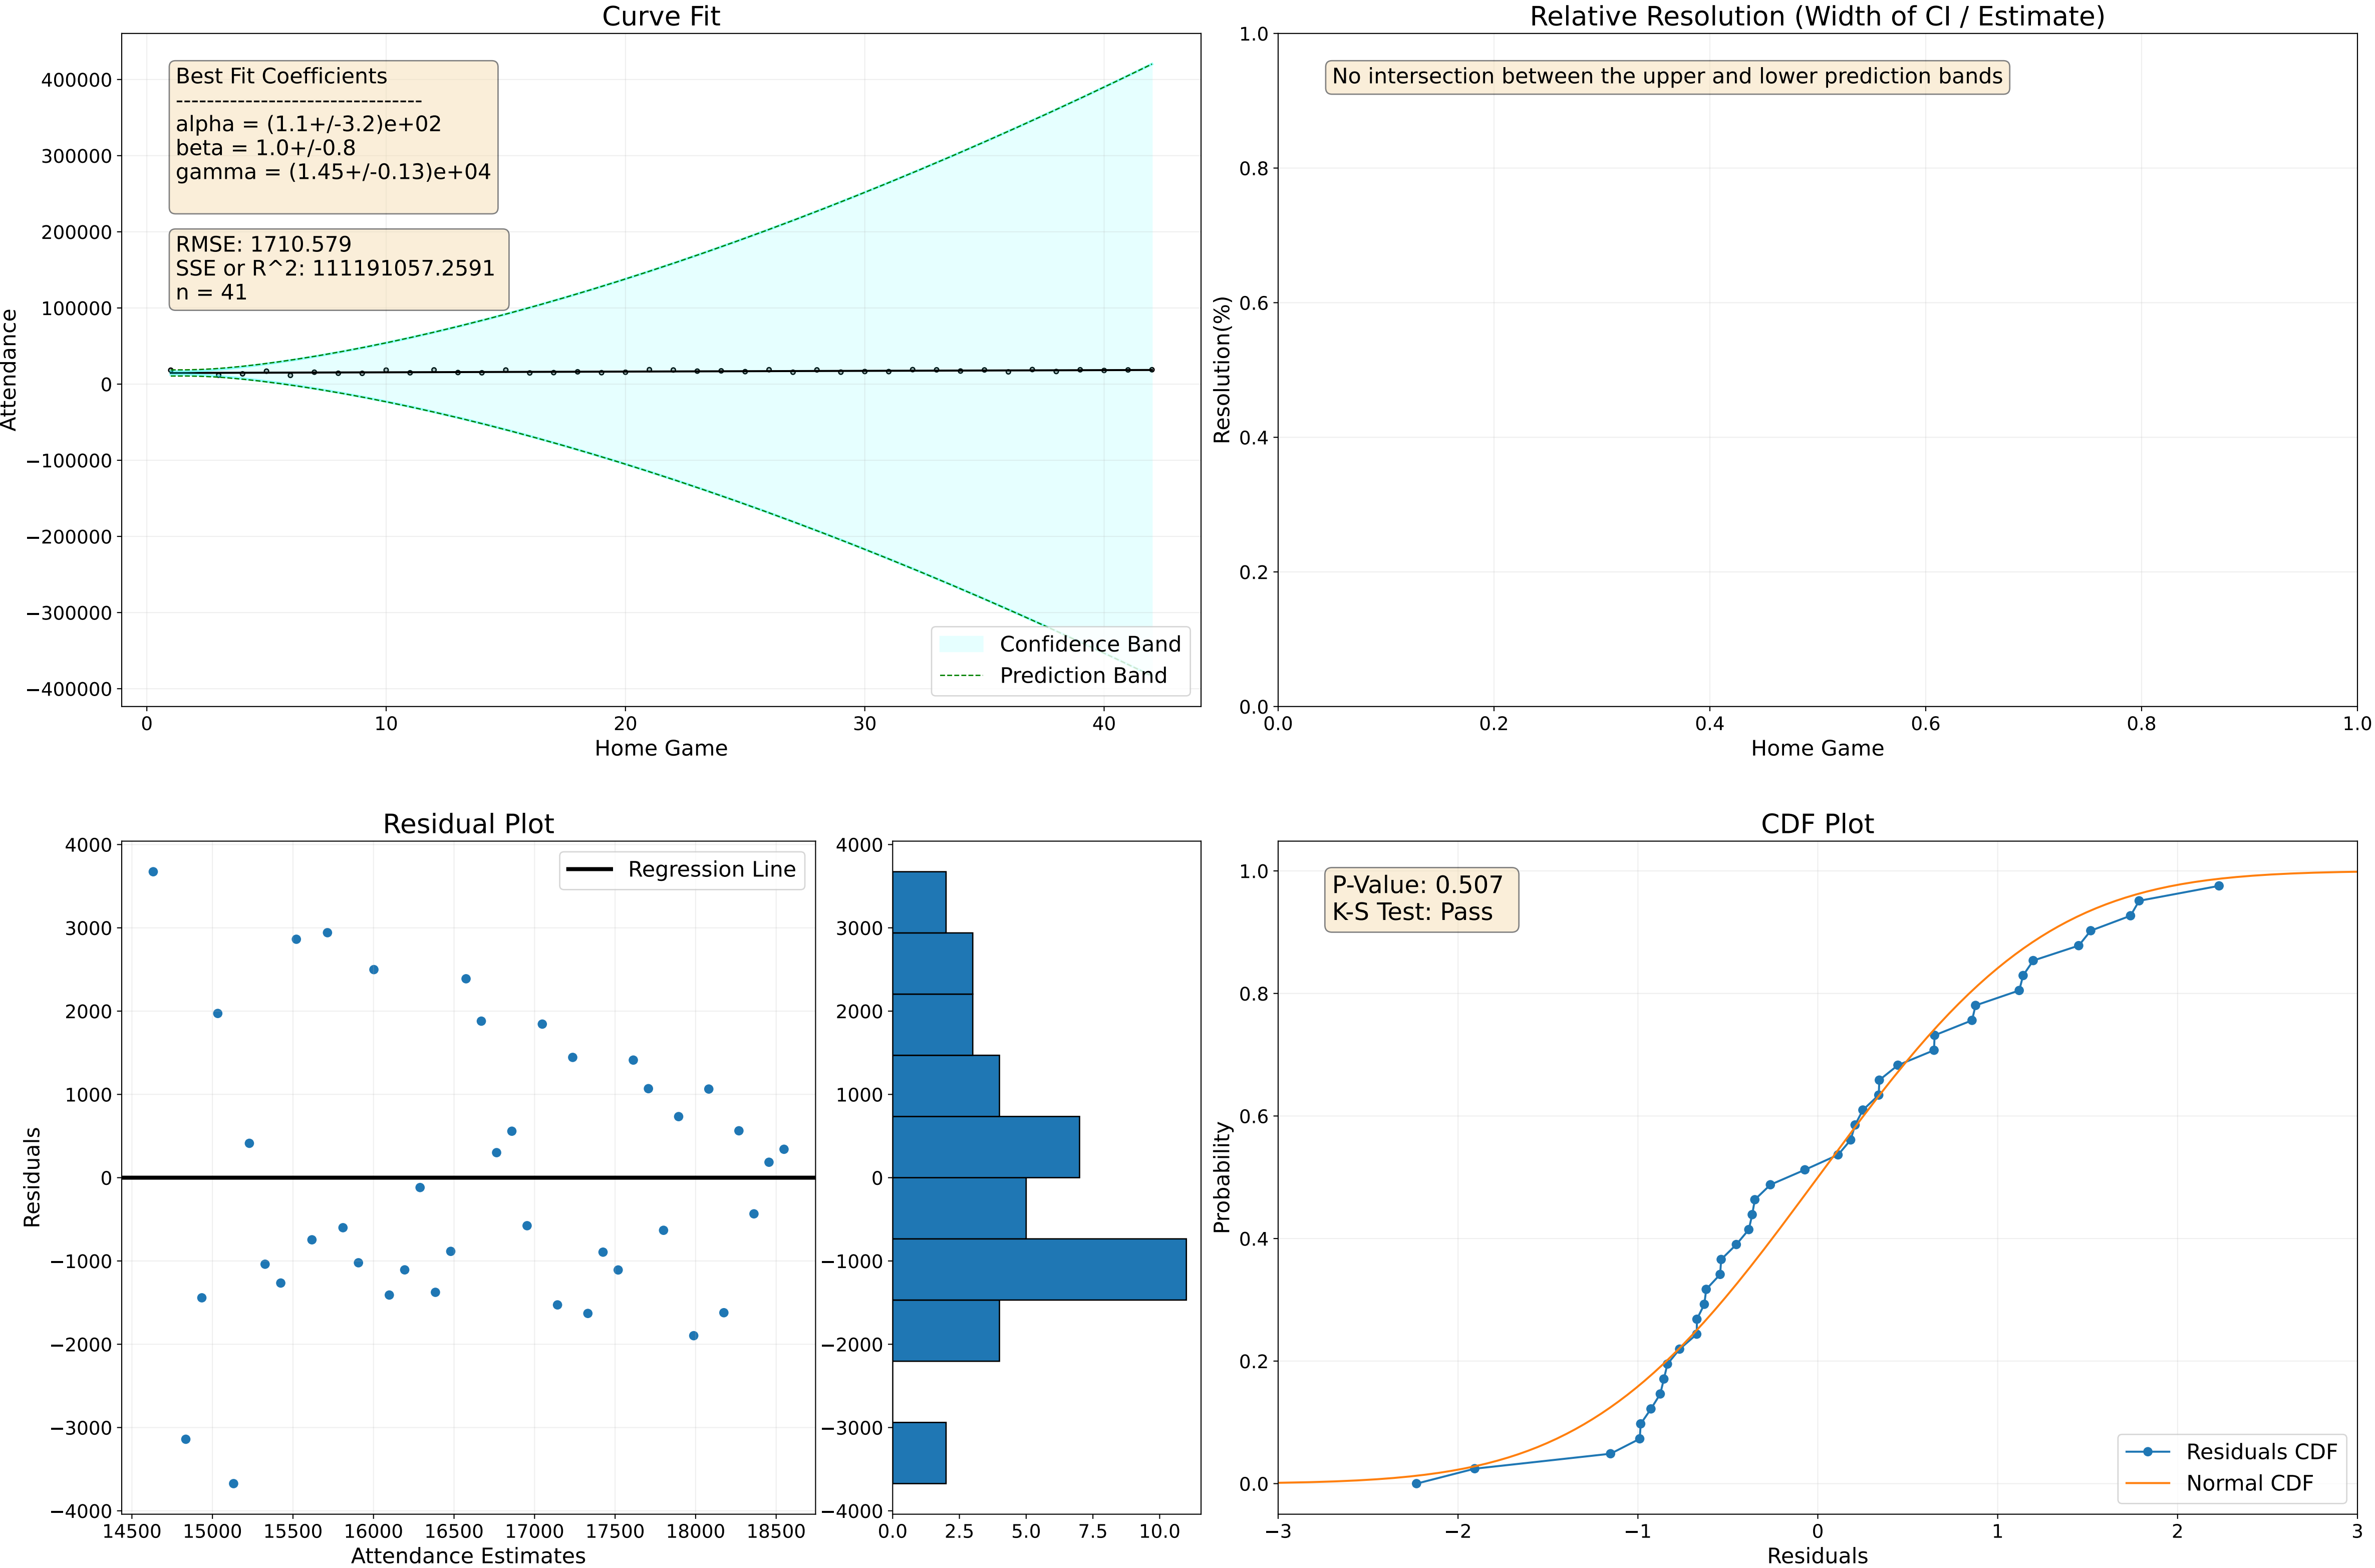 Curve Fit
Best Fit Coefficients
--------------------------------
alpha = (1.1+/-3.2)e+02
beta = 1.0+/-0.8
gamma = (1.45+/-0.13)e+04
RMSE: 1710.579
SSE or R^2: 111191057.2591
n = 41
400000
300000
200000
100000
0
−100000
−200000
−300000
−400000
Attendance
Confidence Band
Prediction Band
0 10 20 30 40
Home Game
Relative Resolution (Width of CI / Estimate)
No intersection between the upper and lower prediction bands
1.0
0.8
0.6
0.4
0.2
0.0
Resolution(%)
0.0 0.2 0.4 0.6 0.8 1.0
Home Game
Residual Plot
Regression Line
4000
3000
2000
1000
0
−1000
−2000
−3000
−4000
Residuals
14500 15000 15500 16000 16500 17000 17500 18000 18500
Attendance Estimates
4000
3000
2000
1000
0
−1000
−2000
−3000
−4000
0.0 2.5 5.0 7.5 10.0
CDF Plot
P-Value: 0.507
K-S Test: Pass
1.0
0.8
0.6
0.4
0.2
0.0
Probability
Residuals CDF
Normal CDF
−3 −2 −1 0 1 2 3
Residuals